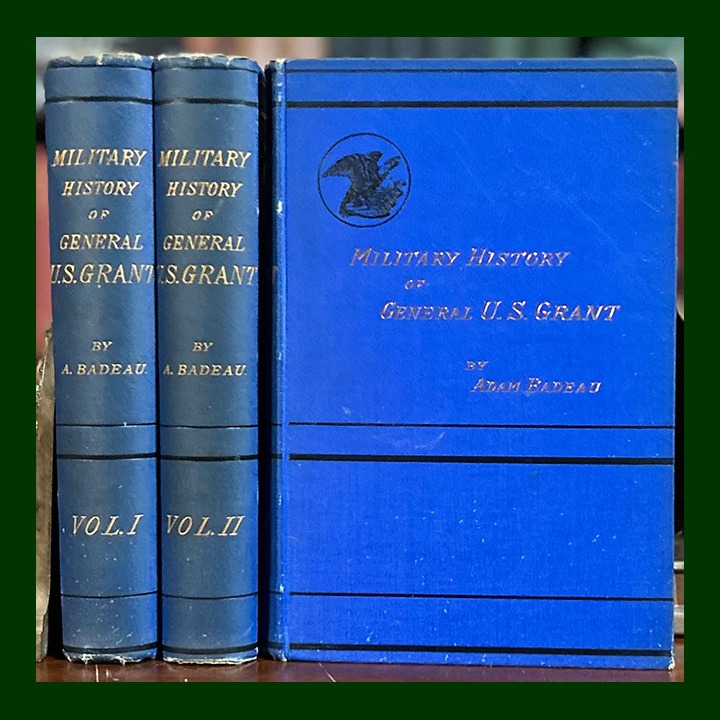 MILITARY
HISTORY
OF
GENERAL
U.S.GRANT
BY
A. BADEAU.
VOL. I
MILITARY
HISTORY
OF
GENERAL
U.S.GRANT
BY
A. BADEAU.
VOL. II
MILITARY HISTORY
OF
GENERAL U. S. GRANT
BY
ADAM BADEAU